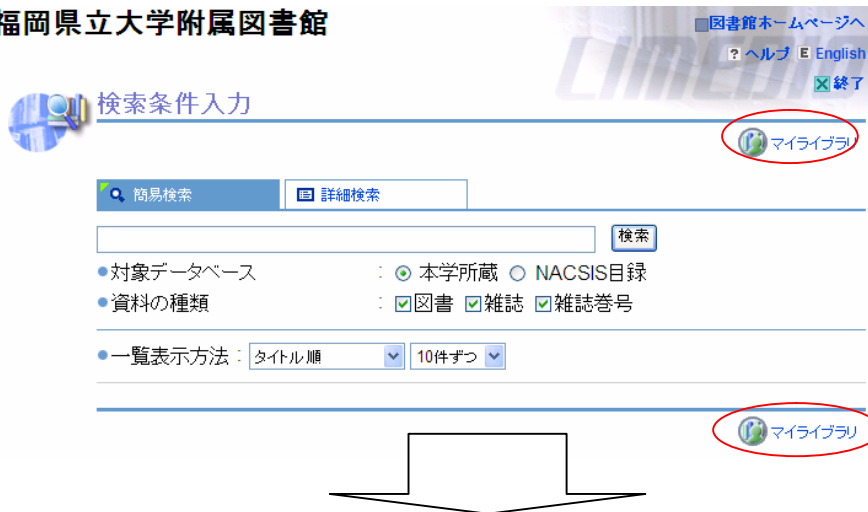 福岡県立大学附属図書館
図書館ホームページへ
? ヘルプ E English
終了
検索条件入力
マイライブラリ
簡易検索 詳細検索
検索
対象データベース : 本学所蔵 NACSIS目録
資料の種類 : 図書 雑誌 雑誌巻号
一覧表示方法 : タイトル順 10件ずつ
マイライブラリ